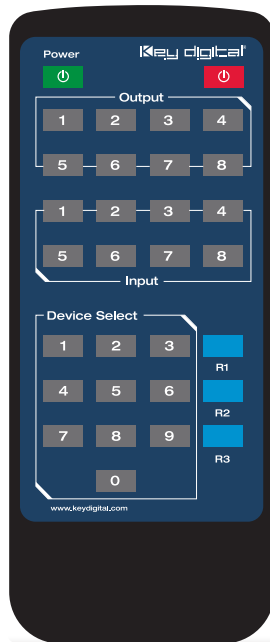 Power Key digital®
Output
1 2 3 4
5 6 7 8
1 2 3 4
5 6 7 8
Input
Device Select
1 2 3
R1
4 5 6
R2
7 8 9
R3
0
www.keydigital.com